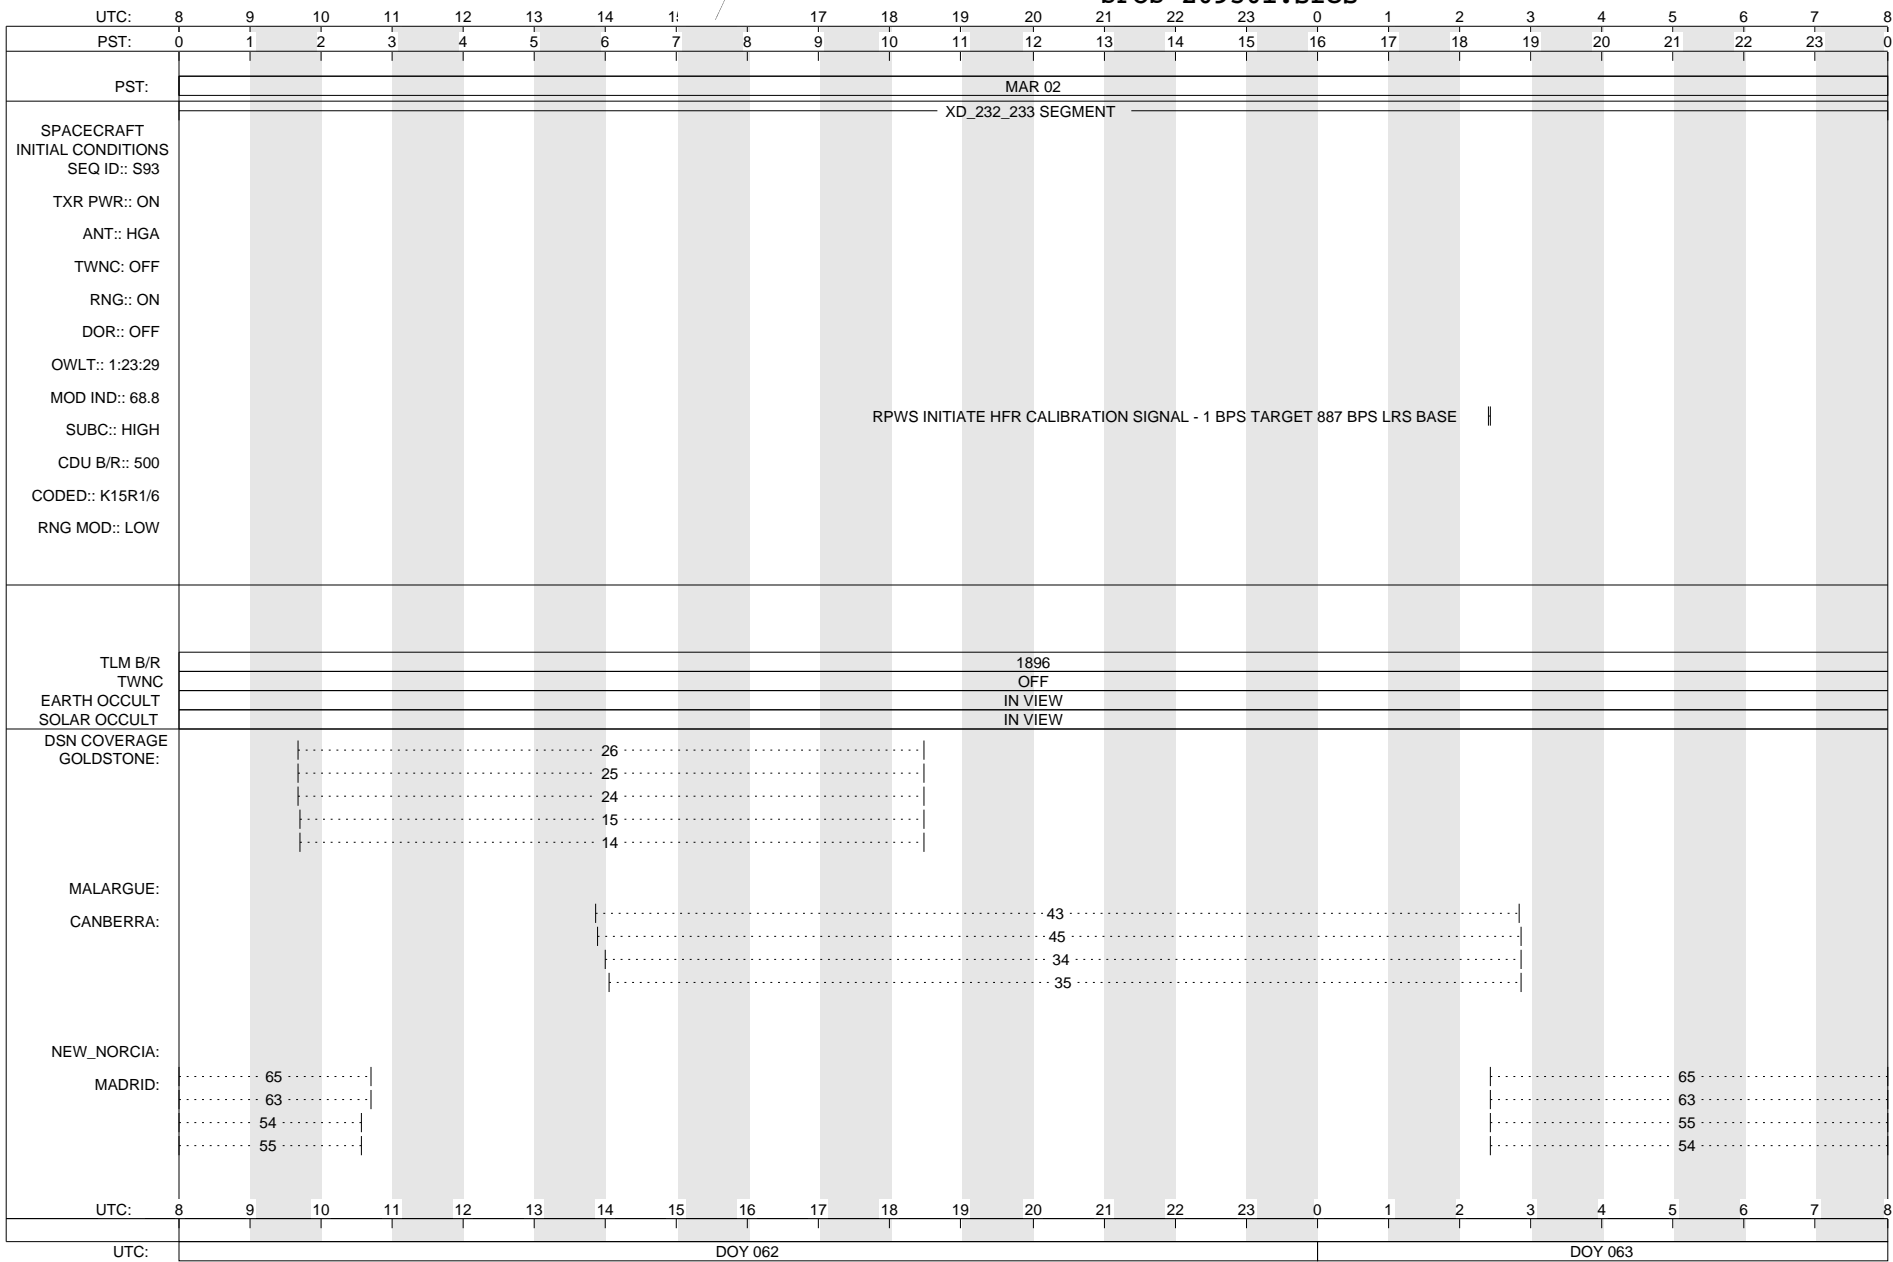 UTC: 8 9 10 11 12 13 14 17 18 19 20 21 22 23 0 1 2 3 4 5 6 7 8
PST: 0 1 2 3 4 5 6 7 8 9 10 11 12 13 14 15 16 17 18 19 20 21 22 23 0
PST: MAR 02
XD_232_233 SEGMENT
SPACECRAFT
INITIAL CONDITIONS
SEQ ID:: S93
TXR PWR:: ON
ANT:: HGA
TWNC: OFF
RNG:: ON
DOR:: OFF
OWLT:: 1:23:29
MOD IND:: 68.8
RPWS INITIATE HFR CALIBRATION SIGNAL - 1 BPS TARGET 887 BPS LRS BASE
SUBC:: HIGH
CDU B/R:: 500
CODED:: K15R1/6
RNG MOD:: LOW
TLM B/R 1896
TWNC OFF
EARTH OCCULT IN VIEW
SOLAR OCCULT IN VIEW
DSN COVERAGE
GOLDSTONE:
26
25
24
15
14
MALARGUE:
CANBERRA:
43
45
34
35
NEW_NORCIA:
MADRID:
65 65
63 63
54 55
55 54
UTC: 8 9 10 11 12 13 14 15 16 17 18 19 20 21 22 23 0 1 2 3 4 5 6 7 8
UTC: DOY 062 DOY 063